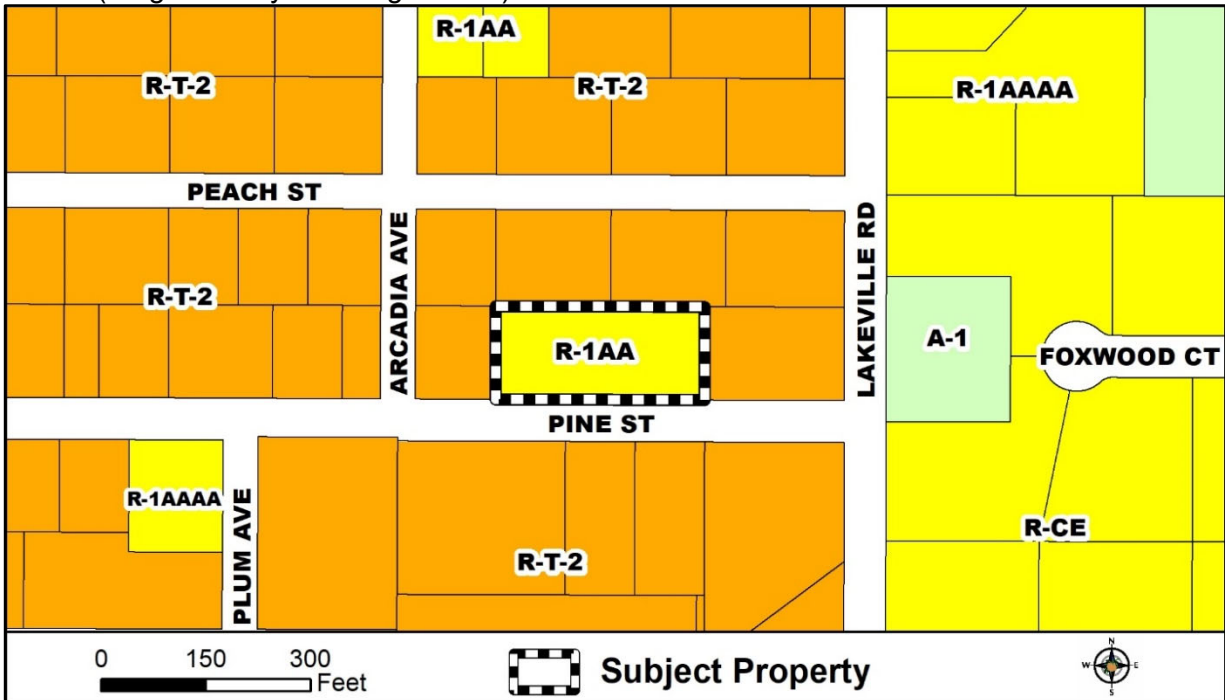 R-1AA
R-T-2
R-T-2
R-1AAAA
PEACH ST
ARCADIA AVE
LAKEVILLE RD
R-T-2
R-1AA
A-1
FOXWOOD CT
PINE ST
R-1AAAA
PLUM AVE
R-T-2
R-CE
0 150 300
Feet
Subject Property
N
W E
S